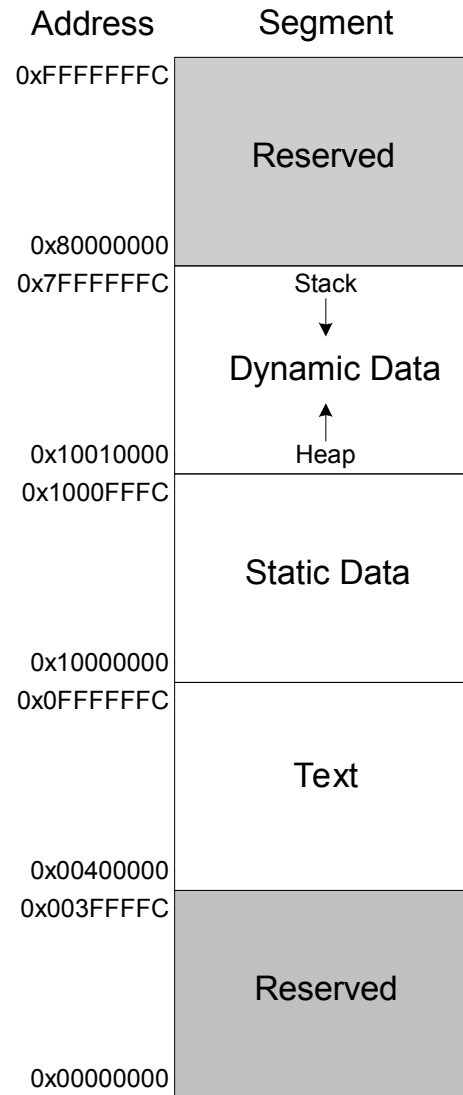 Address Segment
0xFFFFFFFC
Reserved
0x80000000
0x7FFFFFFC Stack
Dynamic Data
0x10010000 Heap
0x1000FFFC
Static Data
0x10000000
0x0FFFFFFC
Text
0x00400000
0x003FFFFC
Reserved
0x00000000